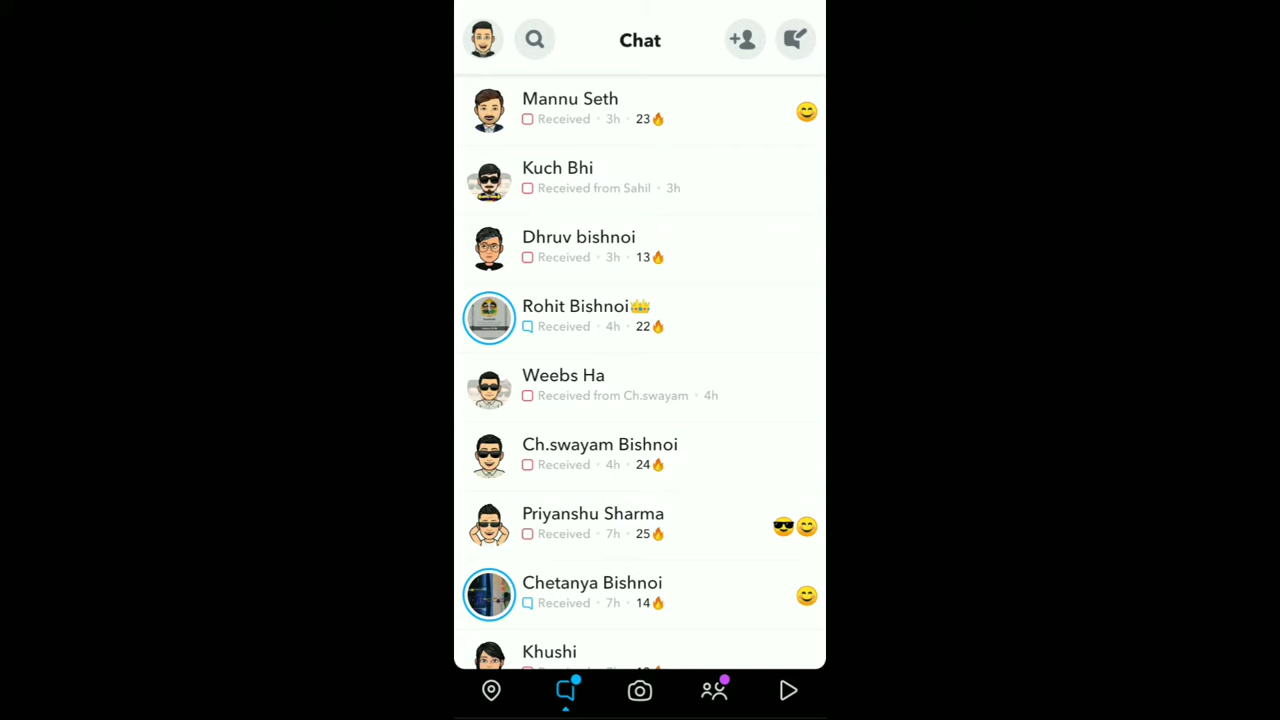 Chat
Mannu Seth
Received · 3h · 23🔥
Kuch Bhi
Received from Sahil · 3h
Dhruv bishnoi
Received · 3h · 13🔥
Rohit Bishnoi👑
Received · 4h · 22🔥
Weebs Ha
Received from Ch.swayam · 4h
Ch.swayam Bishnoi
Received · 4h · 24🔥
Priyanshu Sharma
Received · 7h · 25🔥
Chetanya Bishnoi
Received · 7h · 14🔥
Khushi